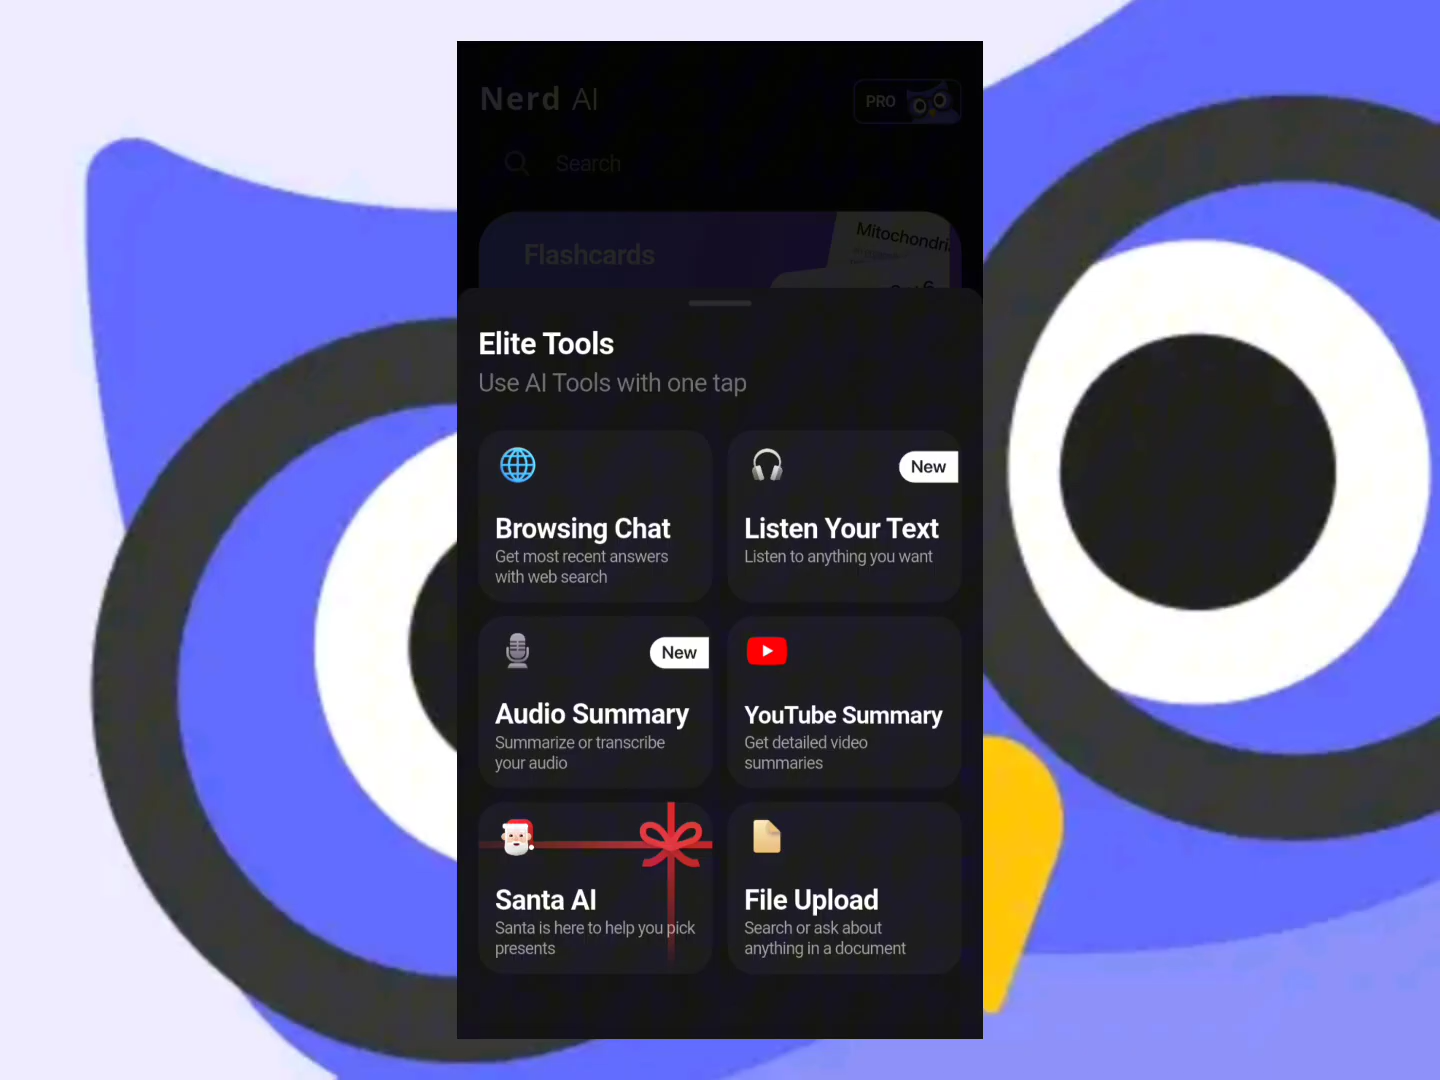 Nerd AI
PRO
Search
Flashcards
Mitochondri
Elite Tools
Use AI Tools with one tap
Browsing Chat
Get most recent answers
with web search
New
Listen Your Text
Listen to anything you want
New
Audio Summary
Summarize or transcribe
your audio
YouTube Summary
Get detailed video
summaries
Santa AI
Santa is here to help you pick
presents
File Upload
Search or ask about
anything in a document